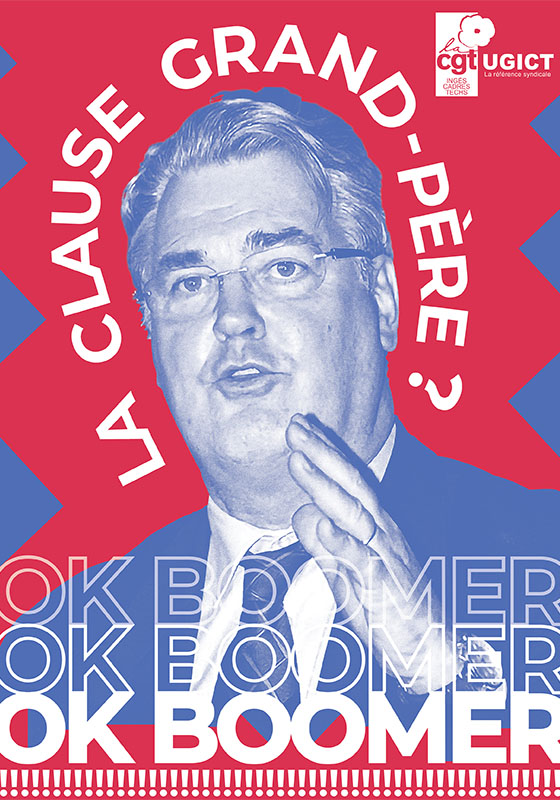 la
cgt UGICT
La référence syndicale
INGÉS
CADRES
TECHS
LA CLAUSE GRAND-PÈRE ?
OK BOOMER
OK BOOMER
OK BOOMER